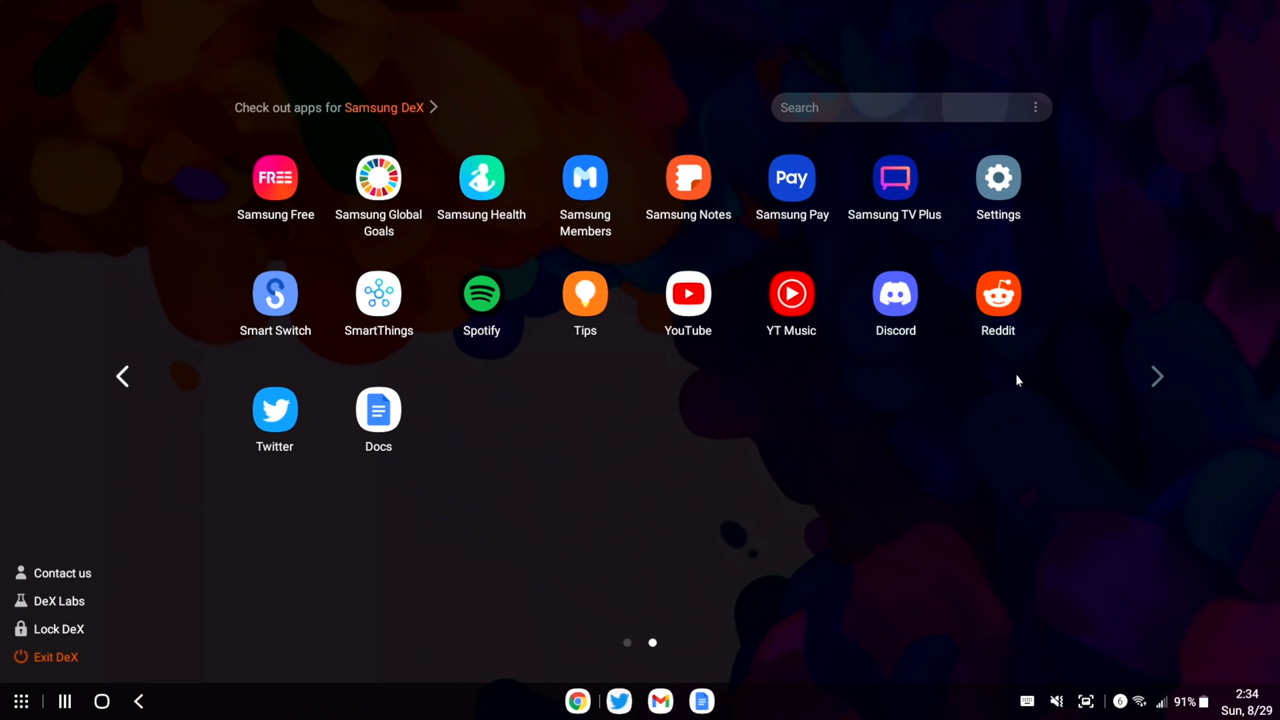 Check out apps for Samsung DeX
Search
FREE
Pay
Samsung Free
Samsung Global
Goals
Samsung Health
Samsung
Members
Samsung Notes
Samsung Pay
Samsung TV Plus
Settings
Smart Switch
SmartThings
Spotify
Tips
YouTube
YT Music
Discord
Reddit
Twitter
Docs
Contact us
DeX Labs
Lock DeX
Exit DeX
6
91%
2:34
Sun, 8/29